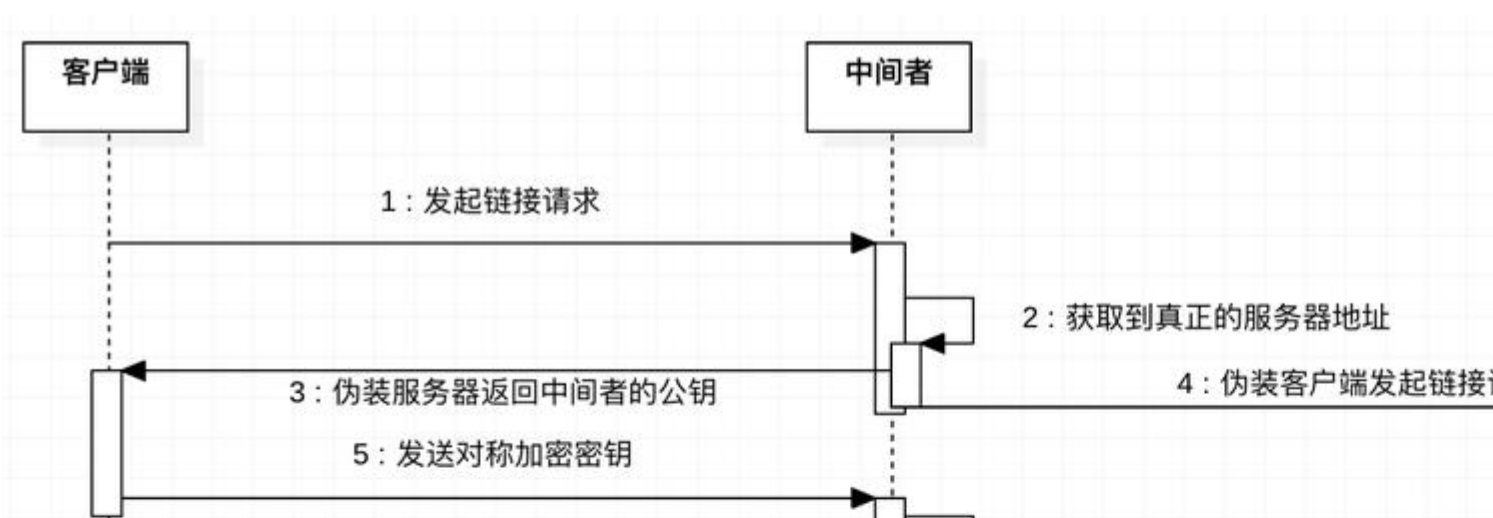 客户端
中间者
1：发起链接请求
2：获取到真正的服务器地址
3：伪装服务器返回中间者的公钥
4：伪装客户端发起链接
5：发送对称加密密钥